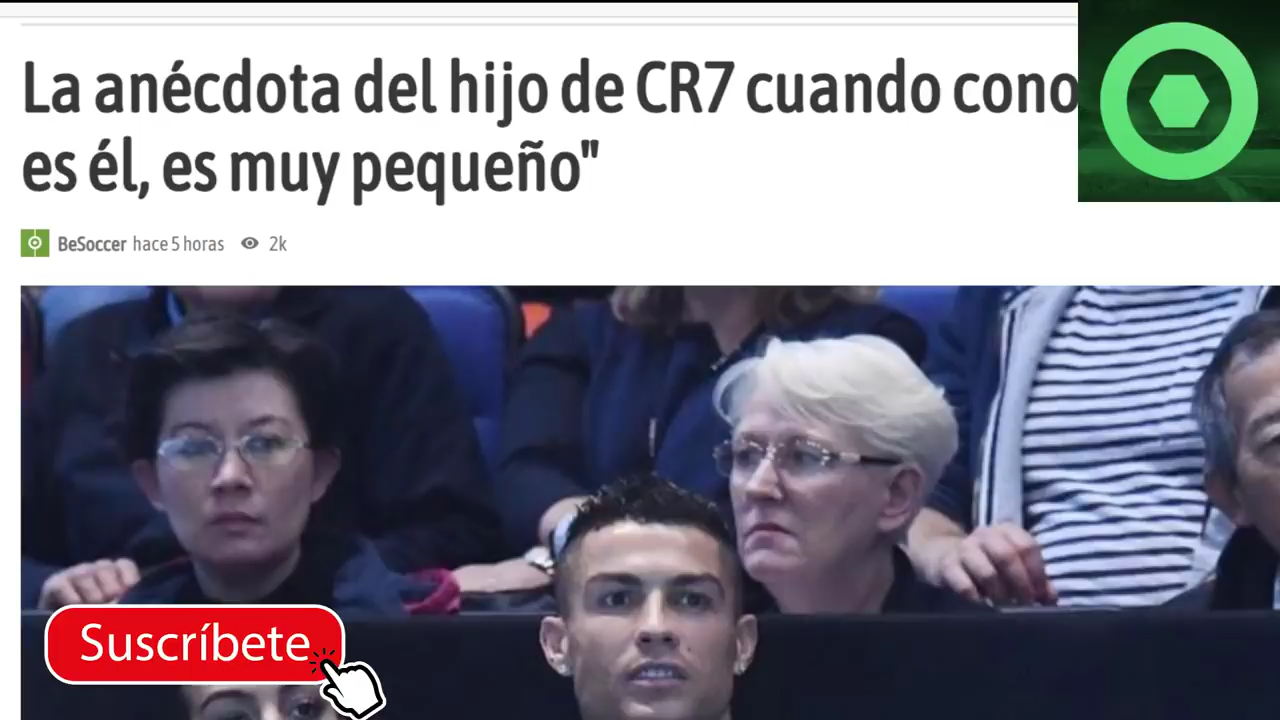 La anécdota del hijo de CR7 cuando cono
es él, es muy pequeño"
BeSoccer hace 5 horas 2k
Suscríbete